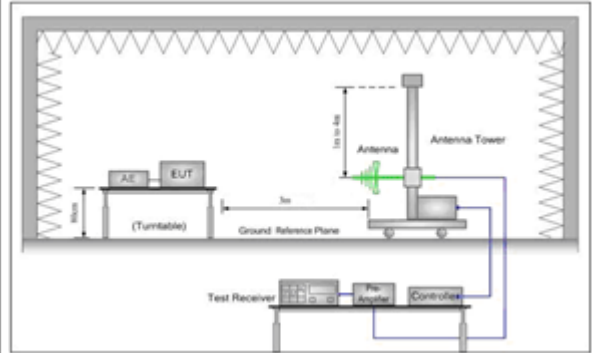 1m to 4m
Antenna
Antenna Tower
AE
EUT
80cm
(Turntable)
3m
Ground Reference Plane
Test Receiver
Pre-
Amplifier
Controller